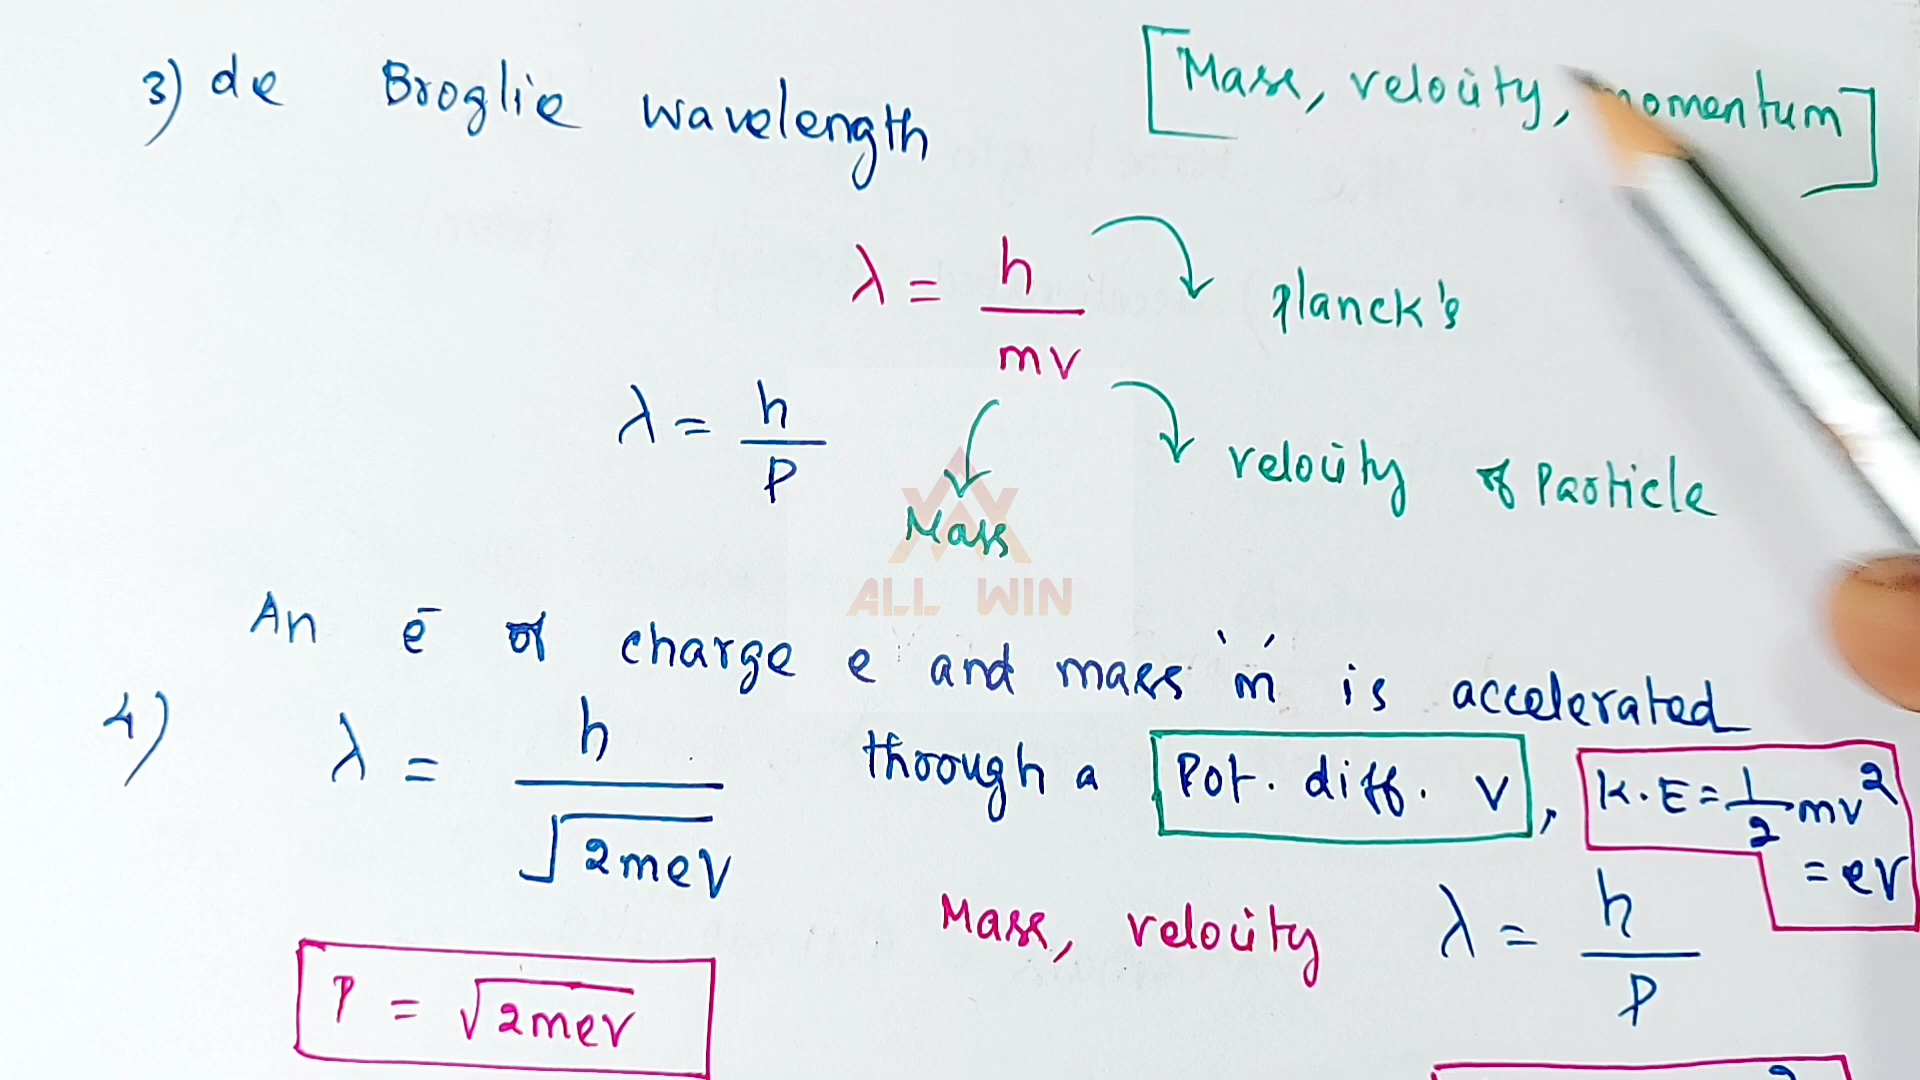 3) de Broglie wavelength [Mass, velocity, momentum]
λ = h / mv
planck's
λ = h / P
velocity of Particle
Mass
ALL WIN
An e⁻ of charge e and mass 'm' is accelerated
4) λ = h / √2meV through a Pot. diff. V, K.E = 1/2 mv²
= eV
Mass, velocity λ = h / P
P = √2meV